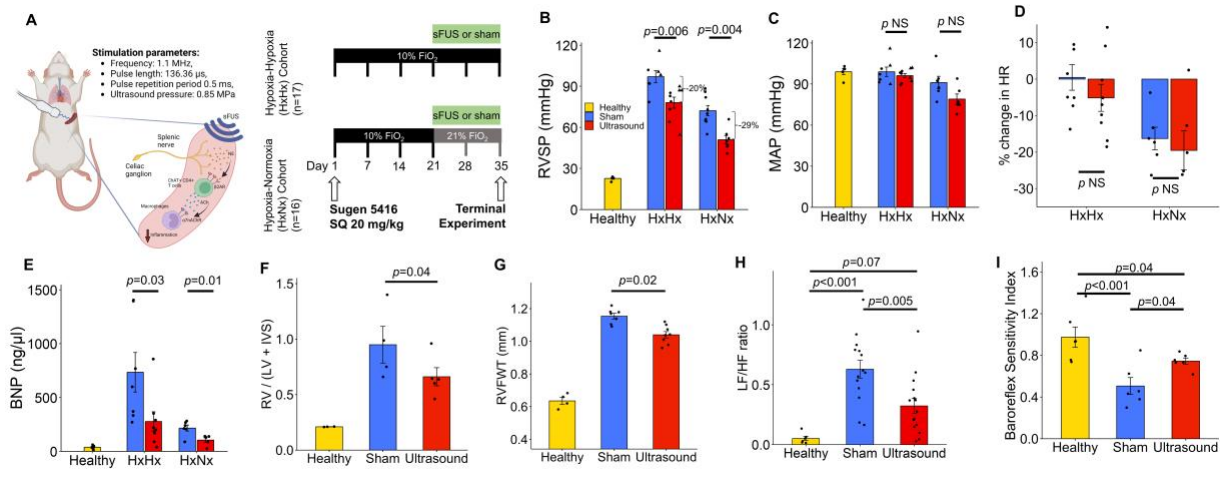 A
Stimulation parameters:
• Frequency: 1.1 MHz,
• Pulse length: 136.36 µs,
• Pulse repetition period 0.5 ms,
• Ultrasound pressure: 0.85 MPa
sFUS
Splenic
nerve
NE
Celiac
ganglion
ChAT+ CD4+
T cells
β2AR
ACh
Macrophages
α7nAChR
Inflammation
Hypoxia-Hypoxia
(HxHx) Cohort
(n=17)
sFUS or sham
10% FiO2
Hypoxia-Normoxia
(HxNx) Cohort
(n=16)
sFUS or sham
10% FiO2
21% FiO2
Day 1 7 14 21 28 35
Sugen 5416
SQ 20 mg/kg
Terminal
Experiment
B
RVSP (mmHg)
120
90
60
30
0
p=0.006
p=0.004
-20%
-29%
Healthy
Sham
Ultrasound
Healthy HxHx HxNx
C
MAP (mmHg)
120
90
60
30
0
p NS
p NS
Healthy HxHx HxNx
D
% change in HR
10
0
-10
-20
-30
p NS
p NS
HxHx HxNx
E
BNP (ng/µl)
1500
1000
500
250
0
p=0.03
p=0.01
Healthy HxHx HxNx
F
RV / (LV + IVS)
1.5
1.0
0.5
0.0
p=0.04
Healthy Sham Ultrasound
G
RVFWT (mm)
1.2
1.0
0.8
0.6
0.4
p=0.02
Healthy Sham Ultrasound
H
LF/HF ratio
1.0
0.5
0.0
p=0.07
p<0.001
p=0.005
Healthy Sham Ultrasound
I
Baroreflex Sensitivity Index
1.6
1.2
0.8
0.4
0
p=0.04
p<0.001
p=0.04
Healthy Sham Ultrasound